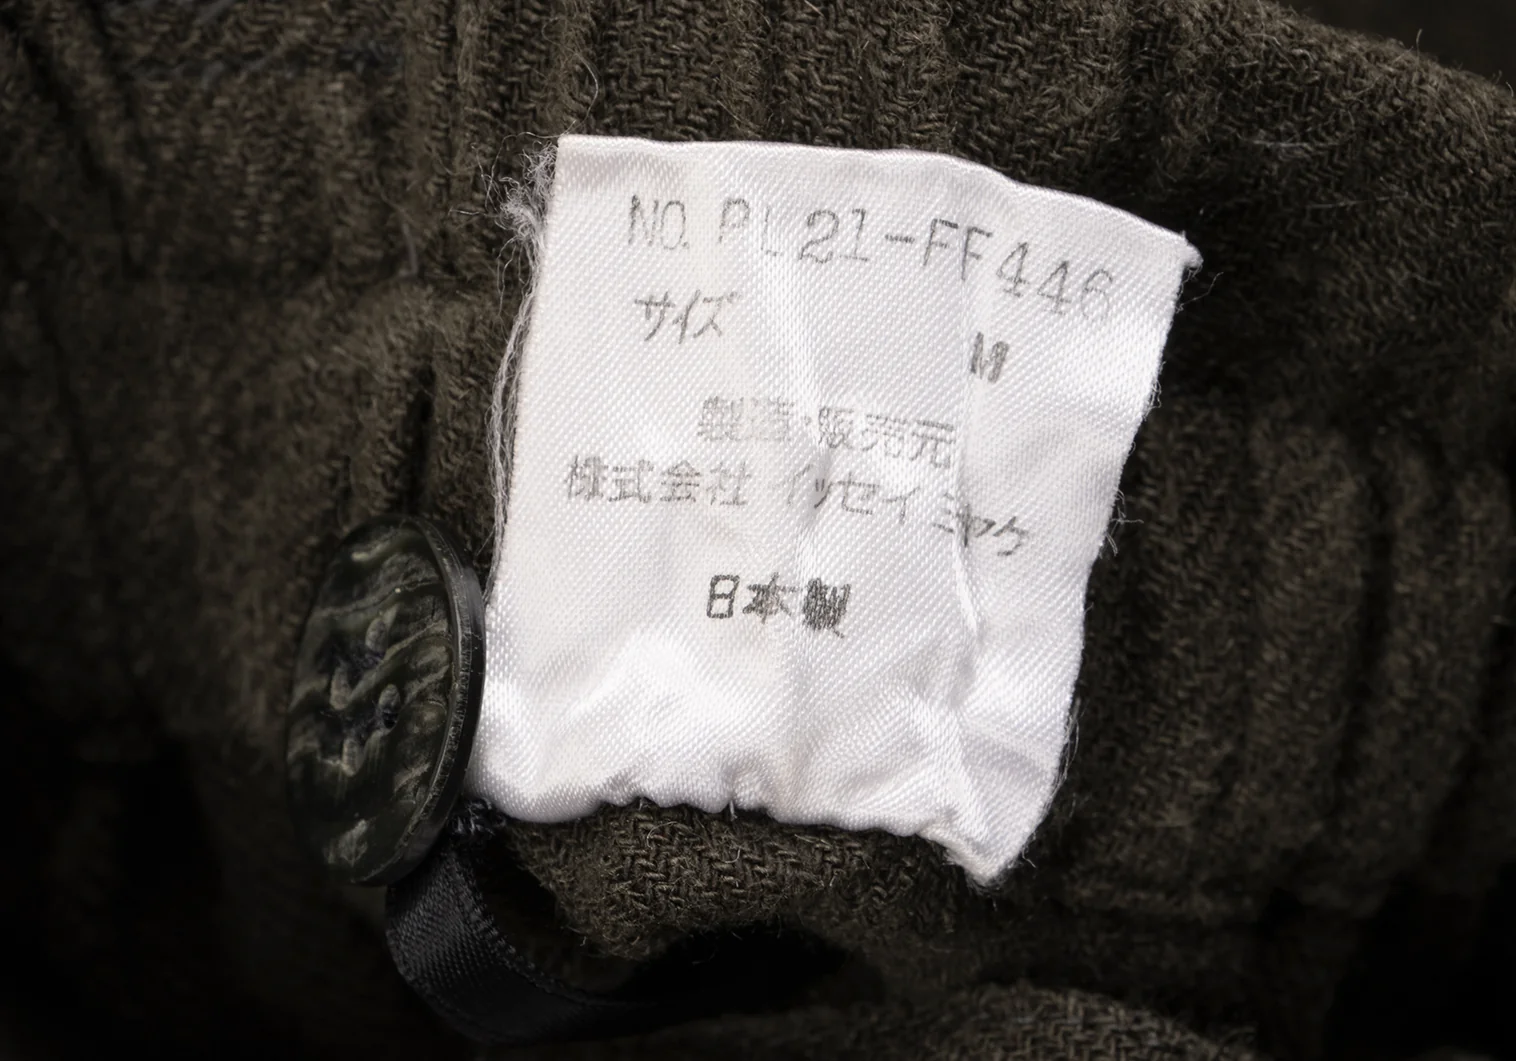 NO. PL21-FF446
サイズ M
製造・販売元
株式会社 イッセイ ミヤケ
日本製